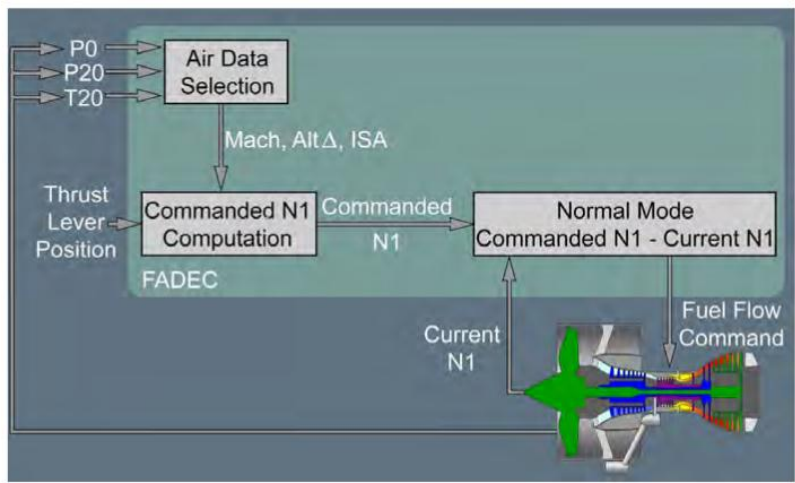 P0
P20
T20
Air Data
Selection
Mach, Alt Δ, ISA
Thrust
Lever
Position
Commanded N1
Computation
Commanded
N1
Normal Mode
Commanded N1 - Current N1
FADEC
Current
N1
Fuel Flow
Command